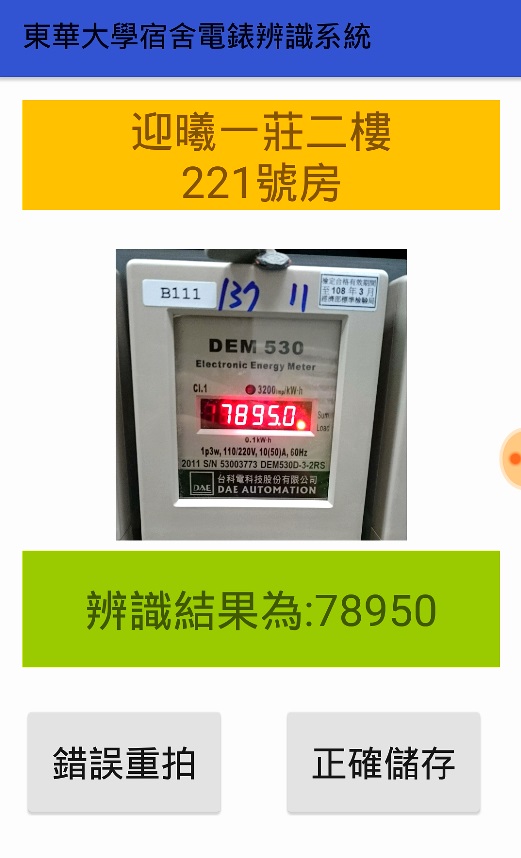 東華大學宿舍電錶辨識系統
迎曦一莊二樓
221號房
B111
137 11
檢定合格有效期間
至108年3月
經濟部標準檢驗局
DEM 530
Electronic Energy Meter
Cl.1 3200imp/kW·h
78950
Sum
Load
0.1kW·h
1p3w, 110/220V, 10(50)A, 60Hz
2011 S/N 53003773 DEM530D-3-2RS
DAE 台科電科技股份有限公司
DAE AUTOMATION
辨識結果為:78950
錯誤重拍 正確儲存